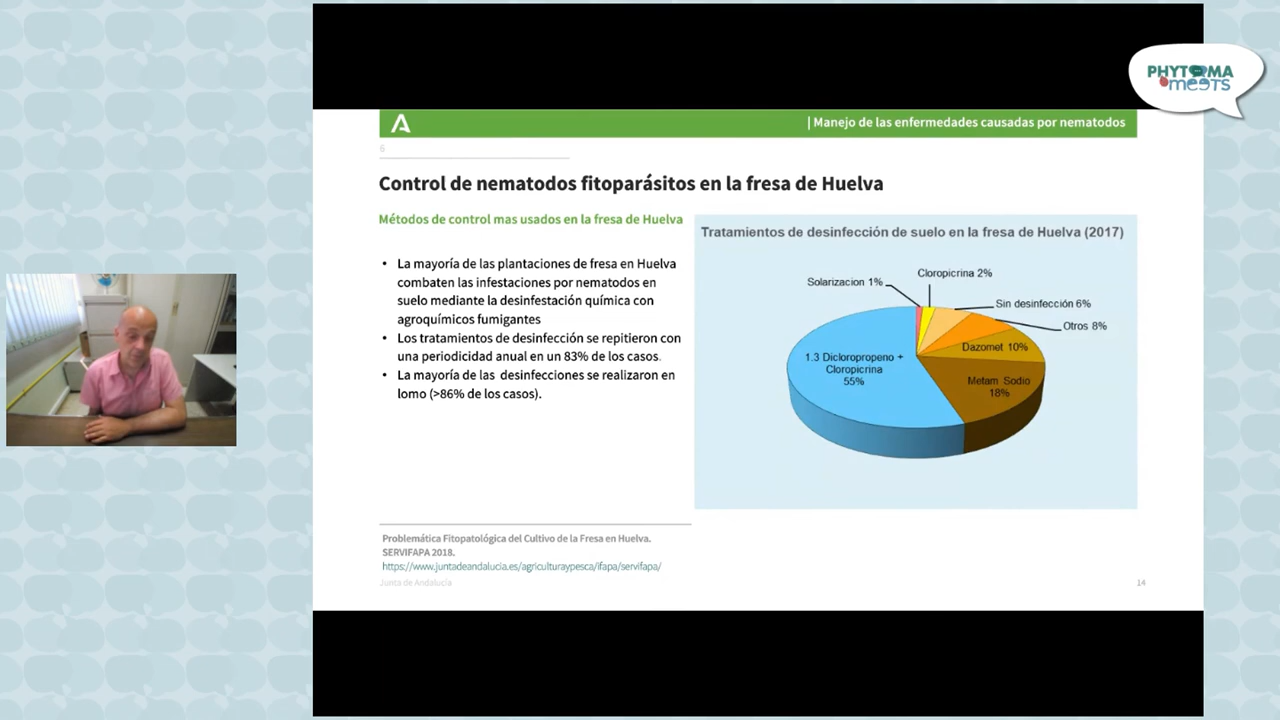 PHYTOMA
meets
| Manejo de las enfermedades causadas por nematodos
6
Control de nematodos fitoparásitos en la fresa de Huelva
Métodos de control mas usados en la fresa de Huelva
• La mayoría de las plantaciones de fresa en Huelva
combaten las infestaciones por nematodos en
suelo mediante la desinfestación química con
agroquímicos fumigantes
• Los tratamientos de desinfección se repitieron con
una periodicidad anual en un 83% de los casos.
• La mayoría de las desinfecciones se realizaron en
lomo (>86% de los casos).
Tratamientos de desinfección de suelo en la fresa de Huelva (2017)
Cloropicrina 2%
Solarizacion 1%
Sin desinfección 6%
Otros 8%
Dazomet 10%
1.3 Dicloropropeno +
Cloropicrina
55%
Metam Sodio
18%
Problemática Fitopatológica del Cultivo de la Fresa en Huelva.
SERVIFAPA 2018.
https://www.juntadeandalucia.es/agriculturaypesca/ifapa/servifapa/
Junta de Andalucía
14